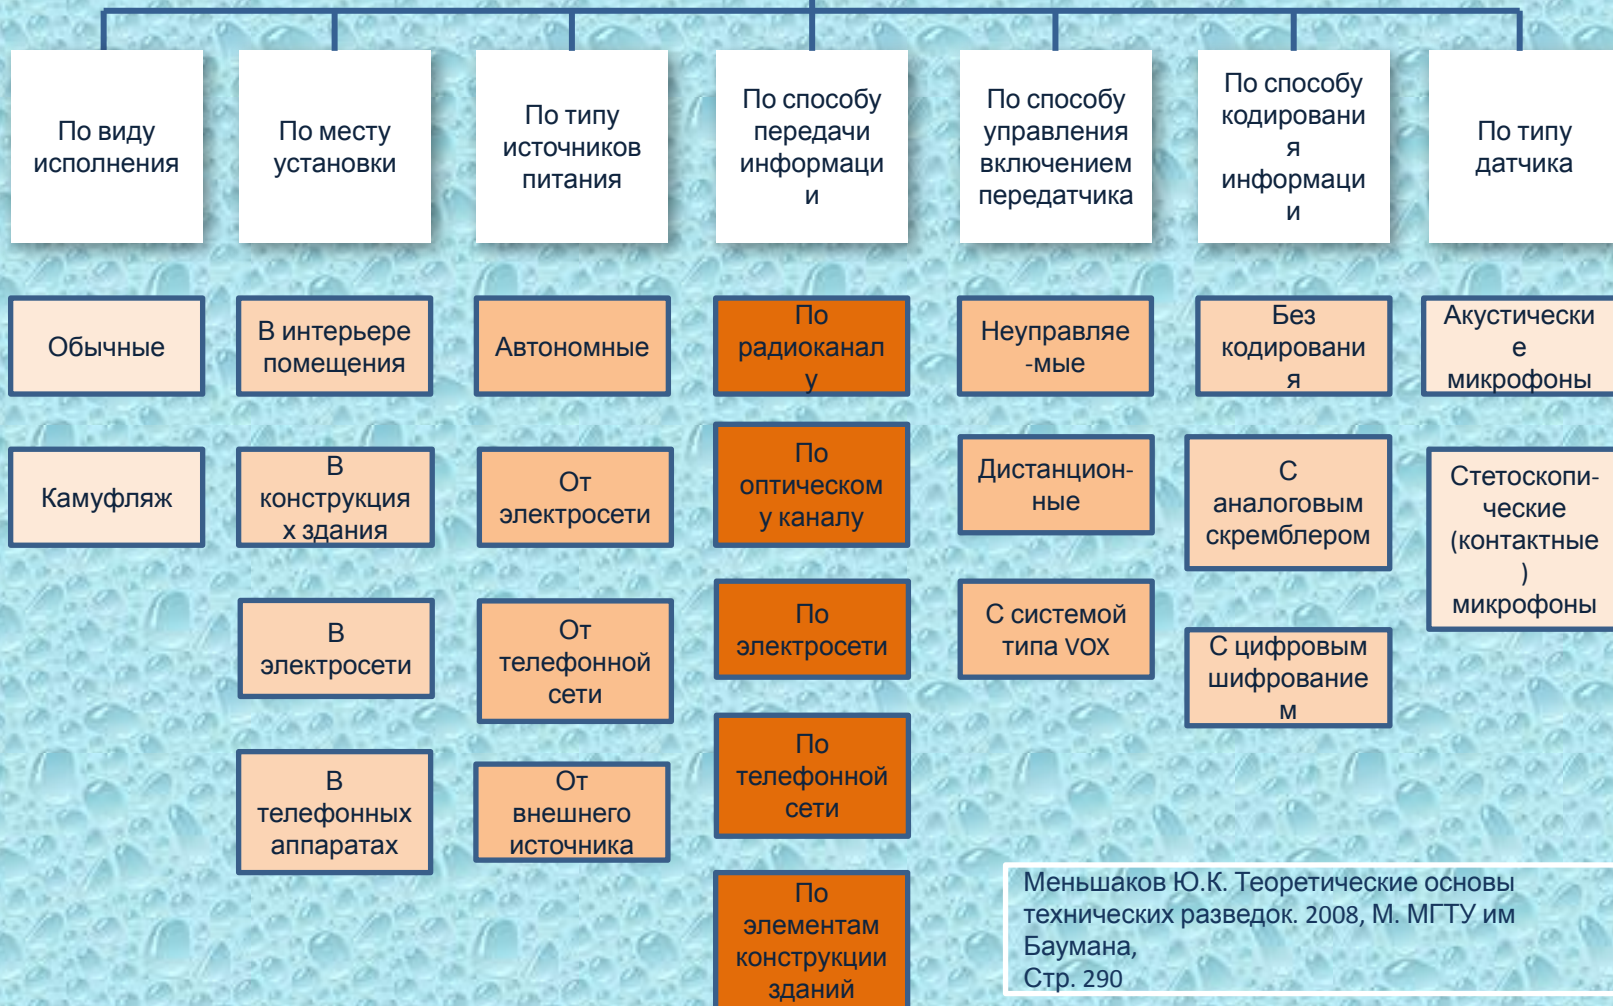 По виду
исполнения
По месту
установки
По типу
источников
питания
По способу
передачи
информаци
и
По способу
управления
включением
передатчика
По способу
кодировани
я
информаци
и
По типу
датчика
Обычные
Камуфляж
В интерьере
помещения
В
конструкция
х здания
В
электросети
В
телефонных
аппаратах
Автономные
От
электросети
От
телефонной
сети
От
внешнего
источника
По
радиоканал
у
По
оптическом
у каналу
По
электросети
По
телефонной
сети
По
элементам
конструкции
зданий
Неуправляе
-мые
Дистанцион-
ные
С системой
типа VOX
Без
кодировани
я
С
аналоговым
скремблером
С цифровым
шифрование
м
Акустически
е
микрофоны
Стетоскопи-
ческие
(контактные
)
микрофоны
Меньшаков Ю.К. Теоретические основы
технических разведок. 2008, М. МГТУ им
Баумана,
Стр. 290